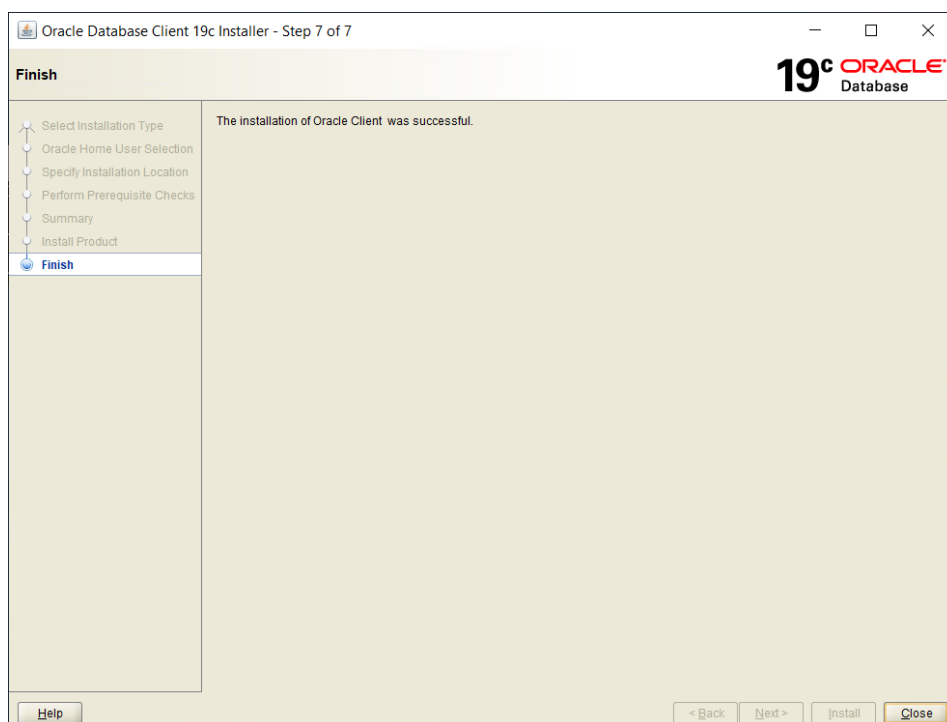 Oracle Database Client 19c Installer - Step 7 of 7
Finish
19c ORACLE
Database
Select Installation Type
Oracle Home User Selection
Specify Installation Location
Perform Prerequisite Checks
Summary
Install Product
Finish
The installation of Oracle Client was successful.
Help
< Back
Next >
Install
Close